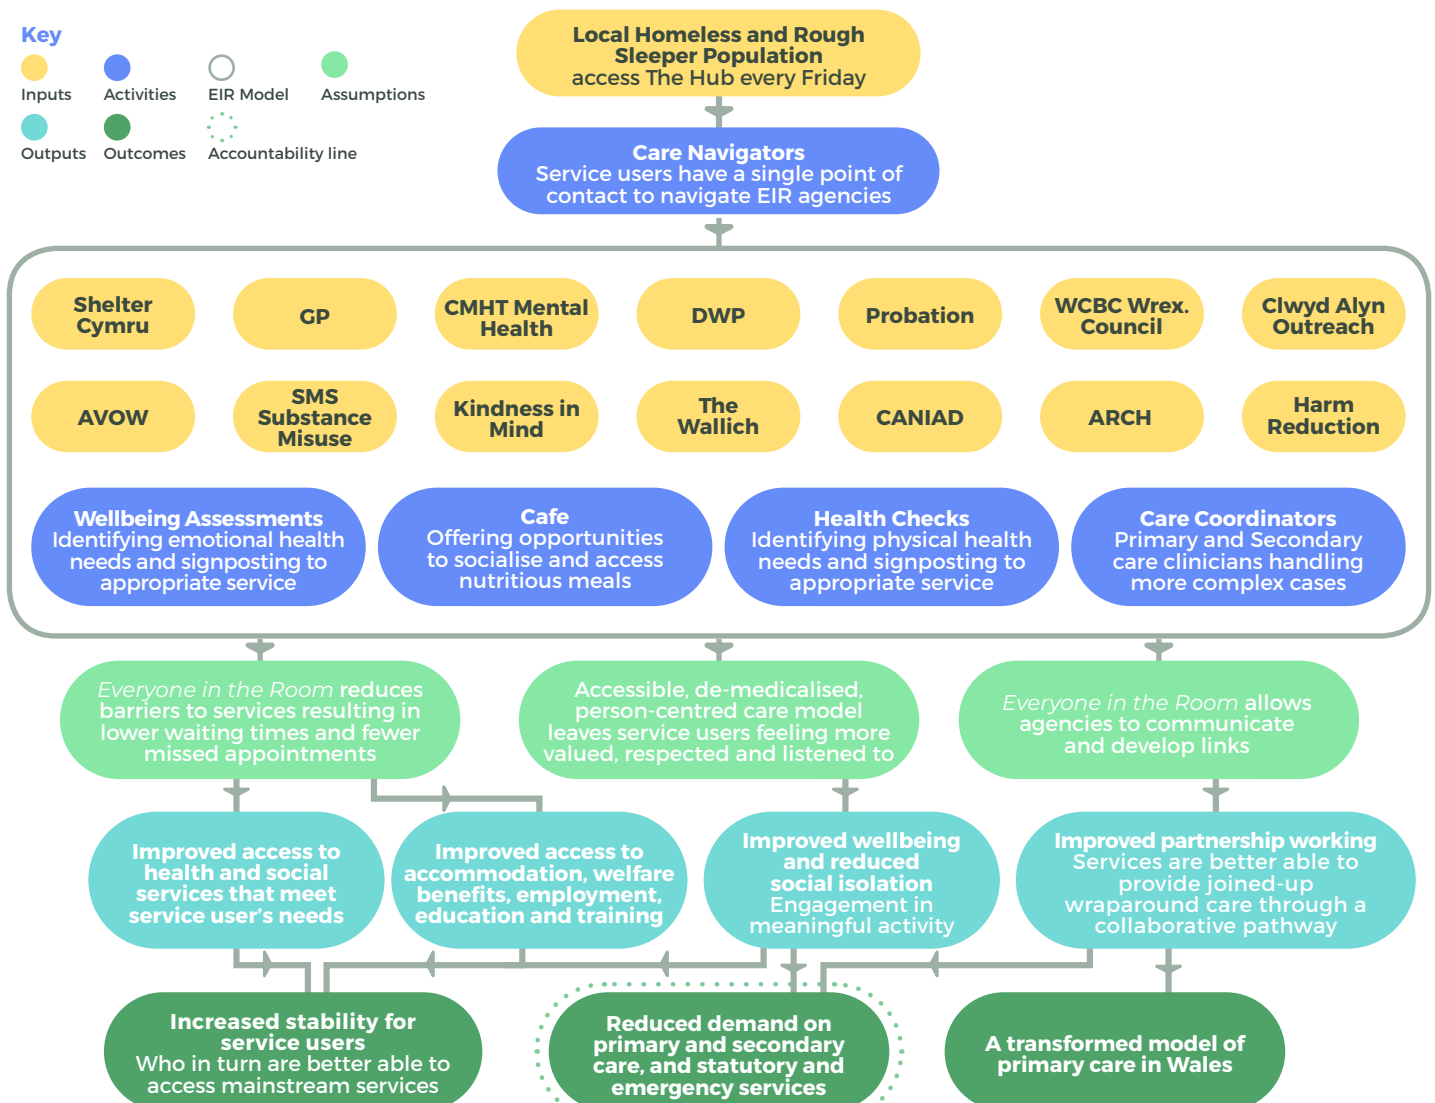 Key
Inputs
Activities
EIR Model
Assumptions
Outputs
Outcomes
Accountability line
Local Homeless and Rough
Sleeper Population
access The Hub every Friday
Care Navigators
Service users have a single point of
contact to navigate EIR agencies
Shelter
Cymru
GP
CMHT Mental
Health
DWP
Probation
WCBC Wrex.
Council
Clwyd Alyn
Outreach
AVOW
SMS
Substance
Misuse
Kindness in
Mind
The
Wallich
CANIAD
ARCH
Harm
Reduction
Wellbeing Assessments
Identifying emotional health
needs and signposting to
appropriate service
Cafe
Offering opportunities
to socialise and access
nutritious meals
Health Checks
Identifying physical health
needs and signposting to
appropriate service
Care Coordinators
Primary and Secondary
care clinicians handling
more complex cases
Everyone in the Room reduces
barriers to services resulting in
lower waiting times and fewer
missed appointments
Accessible, de-medicalised,
person-centred care model
leaves service users feeling more
valued, respected and listened to
Everyone in the Room allows
agencies to communicate
and develop links
Improved access to
health and social
services that meet
service user's needs
Improved access to
accommodation, welfare
benefits, employment,
education and training
Improved wellbeing
and reduced
social isolation
Engagement in
meaningful activity
Improved partnership working
Services are better able to
provide joined-up
wraparound care through a
collaborative pathway
Increased stability for
service users
Who in turn are better able to
access mainstream services
Reduced demand on
primary and secondary
care, and statutory and
emergency services
A transformed model of
primary care in Wales